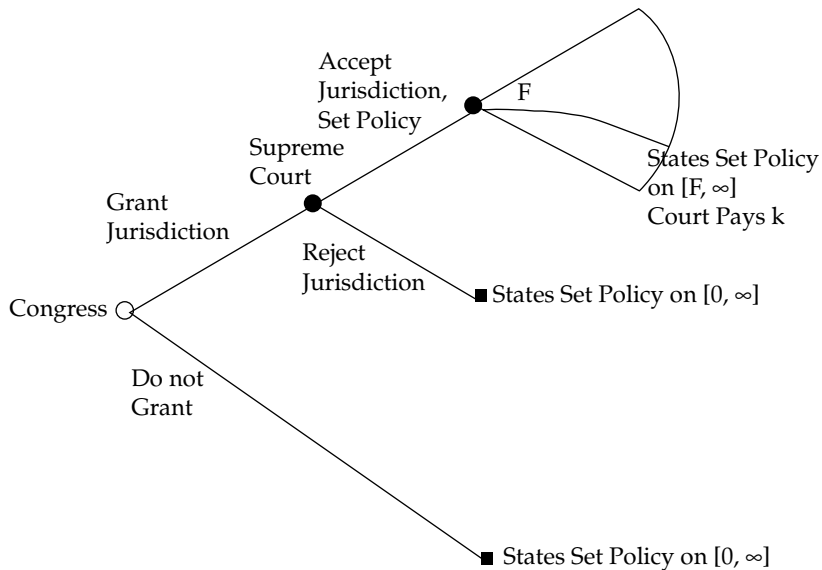 Accept
Jurisdiction,
Set Policy
F
Supreme
Court
States Set Policy
on [F, ∞]
Court Pays k
Grant
Jurisdiction
Reject
Jurisdiction
States Set Policy on [0, ∞]
Congress
Do not
Grant
States Set Policy on [0, ∞]